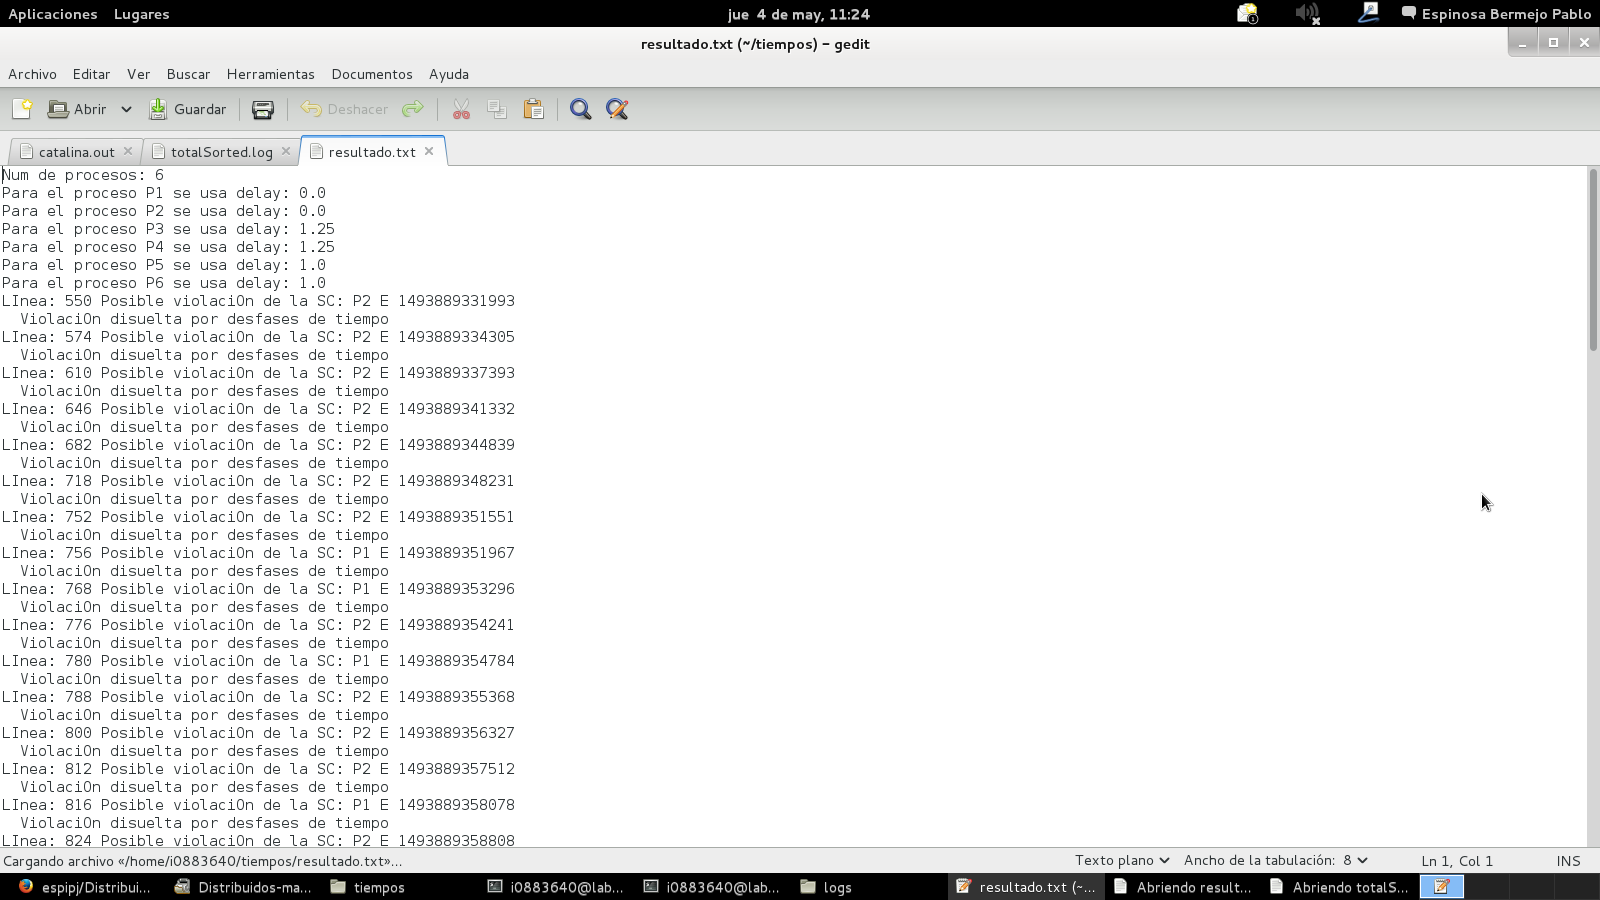 Aplicaciones Lugares jue 4 de may, 11:24 1 Espinosa Bermejo Pablo
resultado.txt (~/tiempos) - gedit
Archivo Editar Ver Buscar Herramientas Documentos Ayuda
Abrir Guardar Deshacer
catalina.out totalSorted.log resultado.txt
Num de procesos: 6
Para el proceso P1 se usa delay: 0.0
Para el proceso P2 se usa delay: 0.0
Para el proceso P3 se usa delay: 1.25
Para el proceso P4 se usa delay: 1.25
Para el proceso P5 se usa delay: 1.0
Para el proceso P6 se usa delay: 1.0
LInea: 550 Posible violaciOn de la SC: P2 E 1493889331993
ViolaciOn disuelta por desfases de tiempo
LInea: 574 Posible violaciOn de la SC: P2 E 1493889334305
ViolaciOn disuelta por desfases de tiempo
LInea: 610 Posible violaciOn de la SC: P2 E 1493889337393
ViolaciOn disuelta por desfases de tiempo
LInea: 646 Posible violaciOn de la SC: P2 E 1493889341332
ViolaciOn disuelta por desfases de tiempo
LInea: 682 Posible violaciOn de la SC: P2 E 1493889344839
ViolaciOn disuelta por desfases de tiempo
LInea: 718 Posible violaciOn de la SC: P2 E 1493889348231
ViolaciOn disuelta por desfases de tiempo
LInea: 752 Posible violaciOn de la SC: P2 E 1493889351551
ViolaciOn disuelta por desfases de tiempo
LInea: 756 Posible violaciOn de la SC: P1 E 1493889351967
ViolaciOn disuelta por desfases de tiempo
LInea: 768 Posible violaciOn de la SC: P1 E 1493889353296
ViolaciOn disuelta por desfases de tiempo
LInea: 776 Posible violaciOn de la SC: P2 E 1493889354241
ViolaciOn disuelta por desfases de tiempo
LInea: 780 Posible violaciOn de la SC: P1 E 1493889354784
ViolaciOn disuelta por desfases de tiempo
LInea: 788 Posible violaciOn de la SC: P2 E 1493889355368
ViolaciOn disuelta por desfases de tiempo
LInea: 800 Posible violaciOn de la SC: P2 E 1493889356327
ViolaciOn disuelta por desfases de tiempo
LInea: 812 Posible violaciOn de la SC: P2 E 1493889357512
ViolaciOn disuelta por desfases de tiempo
LInea: 816 Posible violaciOn de la SC: P1 E 1493889358078
ViolaciOn disuelta por desfases de tiempo
LInea: 824 Posible violaciOn de la SC: P2 E 1493889358808
Cargando archivo «/home/i0883640/tiempos/resultado.txt»... Texto plano Ancho de la tabulación: 8 Ln 1, Col 1 INS
espipj/Distribui... Distribuidos-ma... tiempos i0883640@lab... i0883640@lab... logs resultado.txt (~... Abriendo result... Abriendo totalS...